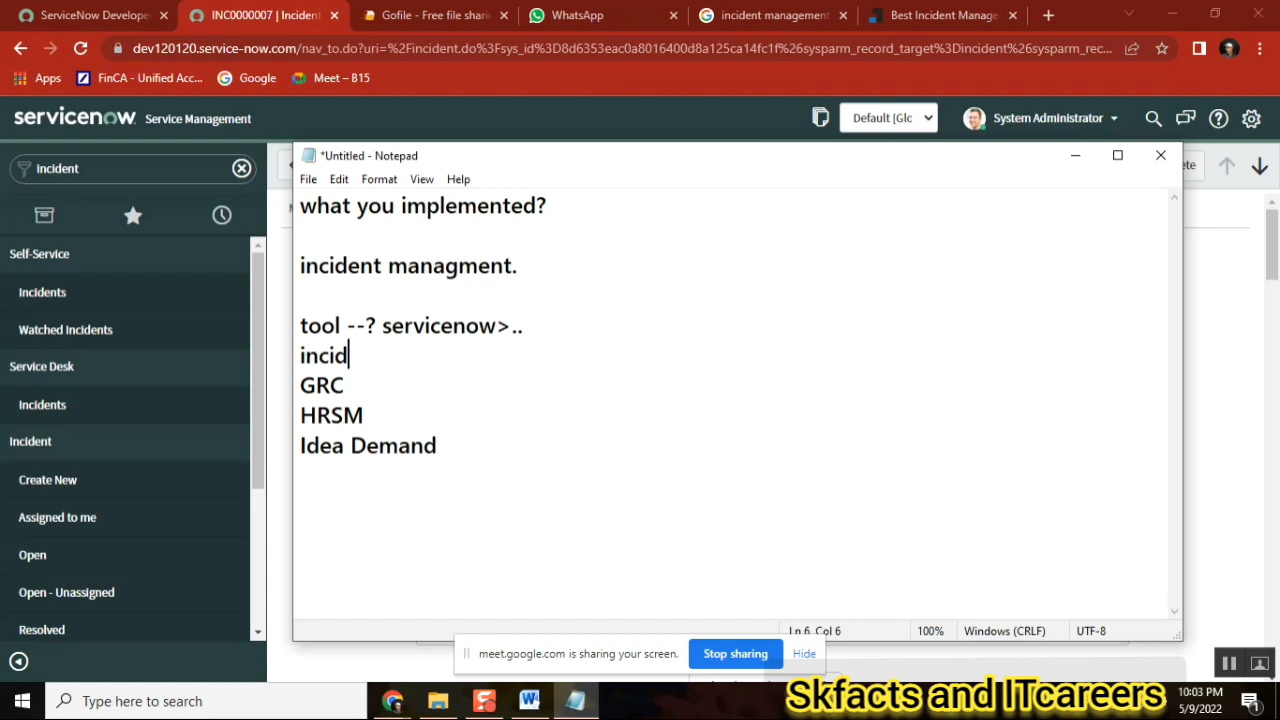 ServiceNow Develope
INC0000007 | Incident
Gofile - Free file shari
WhatsApp
incident management
Best Incident Manage
dev120120.service-now.com/nav_to.do?uri=%2Fincident.do%3Fsys_id%3D8d6353eac0a8016400d8a125ca14fc1f%26sysparm_record_target%3Dincident%26sysparm_rec...
Apps
FinCA - Unified Acc...
Google
Meet – B15
servicenow. Service Management
Default [Glc
System Administrator
incident
Self-Service
Incidents
Watched Incidents
Service Desk
Incidents
Incident
Create New
Assigned to me
Open
Open - Unassigned
Resolved
*Untitled - Notepad
File Edit Format View Help
what you implemented?
incident managment.
tool --? servicenow>..
incid
GRC
HRSM
Idea Demand
Ln 6, Col 6
100%
Windows (CRLF)
UTF-8
ete
meet.google.com is sharing your screen.
Stop sharing
Hide
Type here to search
Skfacts and ITcareers
10:03 PM
5/9/2022
1